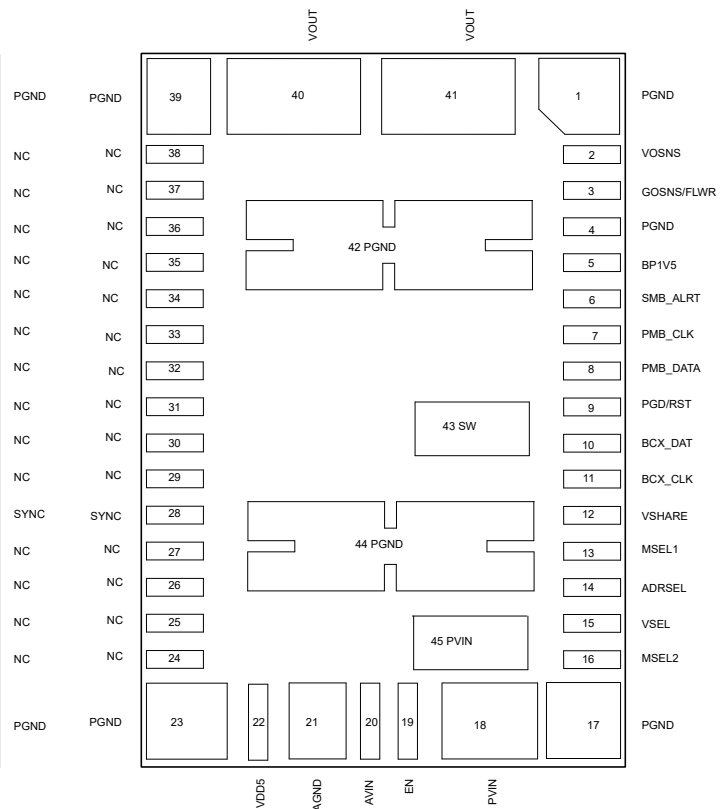 VOUT VOUT
PGND PGND 39 40 41 1 PGND
NC NC 38 2 VOSNS
NC NC 37 3 GOSNS/FLWR
NC NC 36 4 PGND
42 PGND
NC NC 35 5 BP1V5
NC NC 34 6 SMB_ALRT
NC NC 33 7 PMB_CLK
NC NC 32 8 PMB_DATA
NC NC 31 9 PGD/RST
43 SW
NC NC 30 10 BCX_DAT
NC NC 29 11 BCX_CLK
SYNC SYNC 28 12 VSHARE
44 PGND
NC NC 27 13 MSEL1
NC NC 26 14 ADRSEL
NC NC 25 15 VSEL
45 PVIN
NC NC 24 16 MSEL2
PGND PGND 23 22 21 20 19 18 17 PGND
VDD5 AGND AVIN EN PVIN